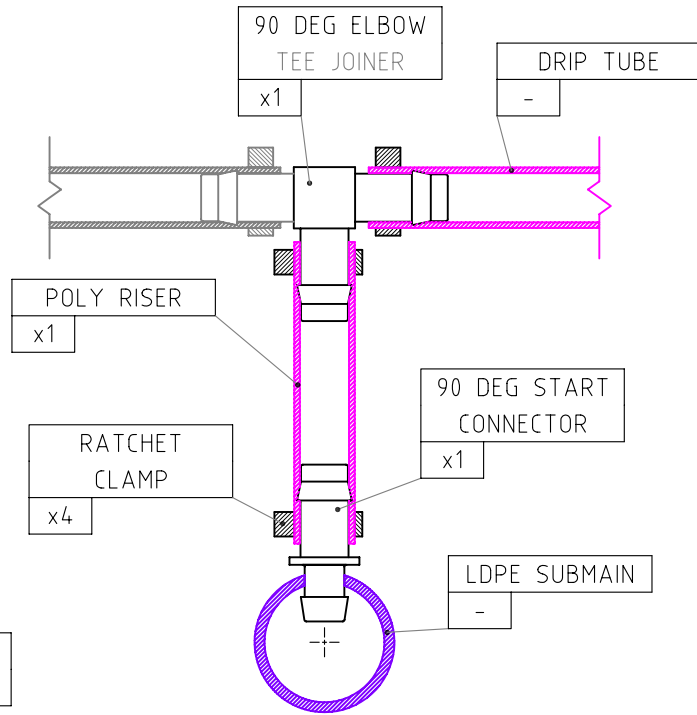 90 DEG ELBOW
TEE JOINER
x1
DRIP TUBE
-
POLY RISER
x1
90 DEG START
CONNECTOR
x1
RATCHET
CLAMP
x4
LDPE SUBMAIN
-